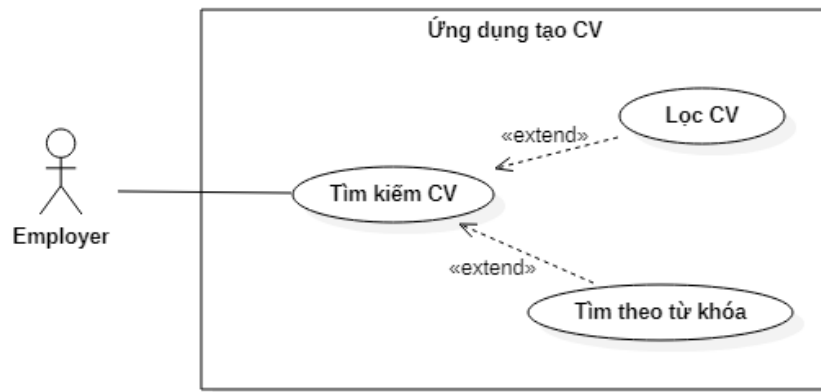 Ứng dụng tạo CV
Lọc CV
«extend»
Tìm kiếm CV
Employer
«extend»
Tìm theo từ khóa